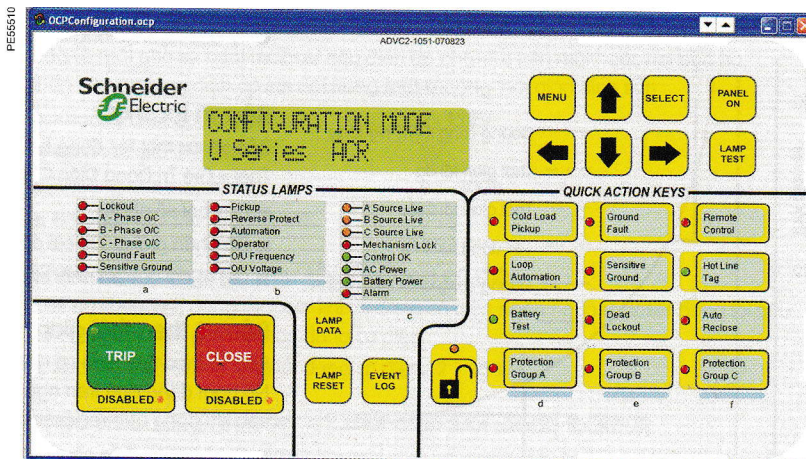 PE55510
OCPConfiguration.ocp
ADVC2-1051-070823
Schneider
Electric
CONFIGURATION MODE
U Series ACR
MENU
SELECT
PANEL
ON
LAMP
TEST
STATUS LAMPS
Lockout
A - Phase O/C
B - Phase O/C
C - Phase O/C
Ground Fault
Sensitive Ground
a
Pickup
Reverse Protect
Automation
Operator
O/U Frequency
O/U Voltage
b
A Source Live
B Source Live
C Source Live
Mechanism Lock
Control OK
AC Power
Battery Power
Alarm
c
QUICK ACTION KEYS
Cold Load
Pickup
Ground
Fault
Remote
Control
Loop
Automation
Sensitive
Ground
Hot Line
Tag
Battery
Test
Dead
Lockout
Auto
Reclose
Protection
Group A
Protection
Group B
Protection
Group C
d
e
f
TRIP
DISABLED
CLOSE
DISABLED
LAMP
DATA
LAMP
RESET
EVENT
LOG